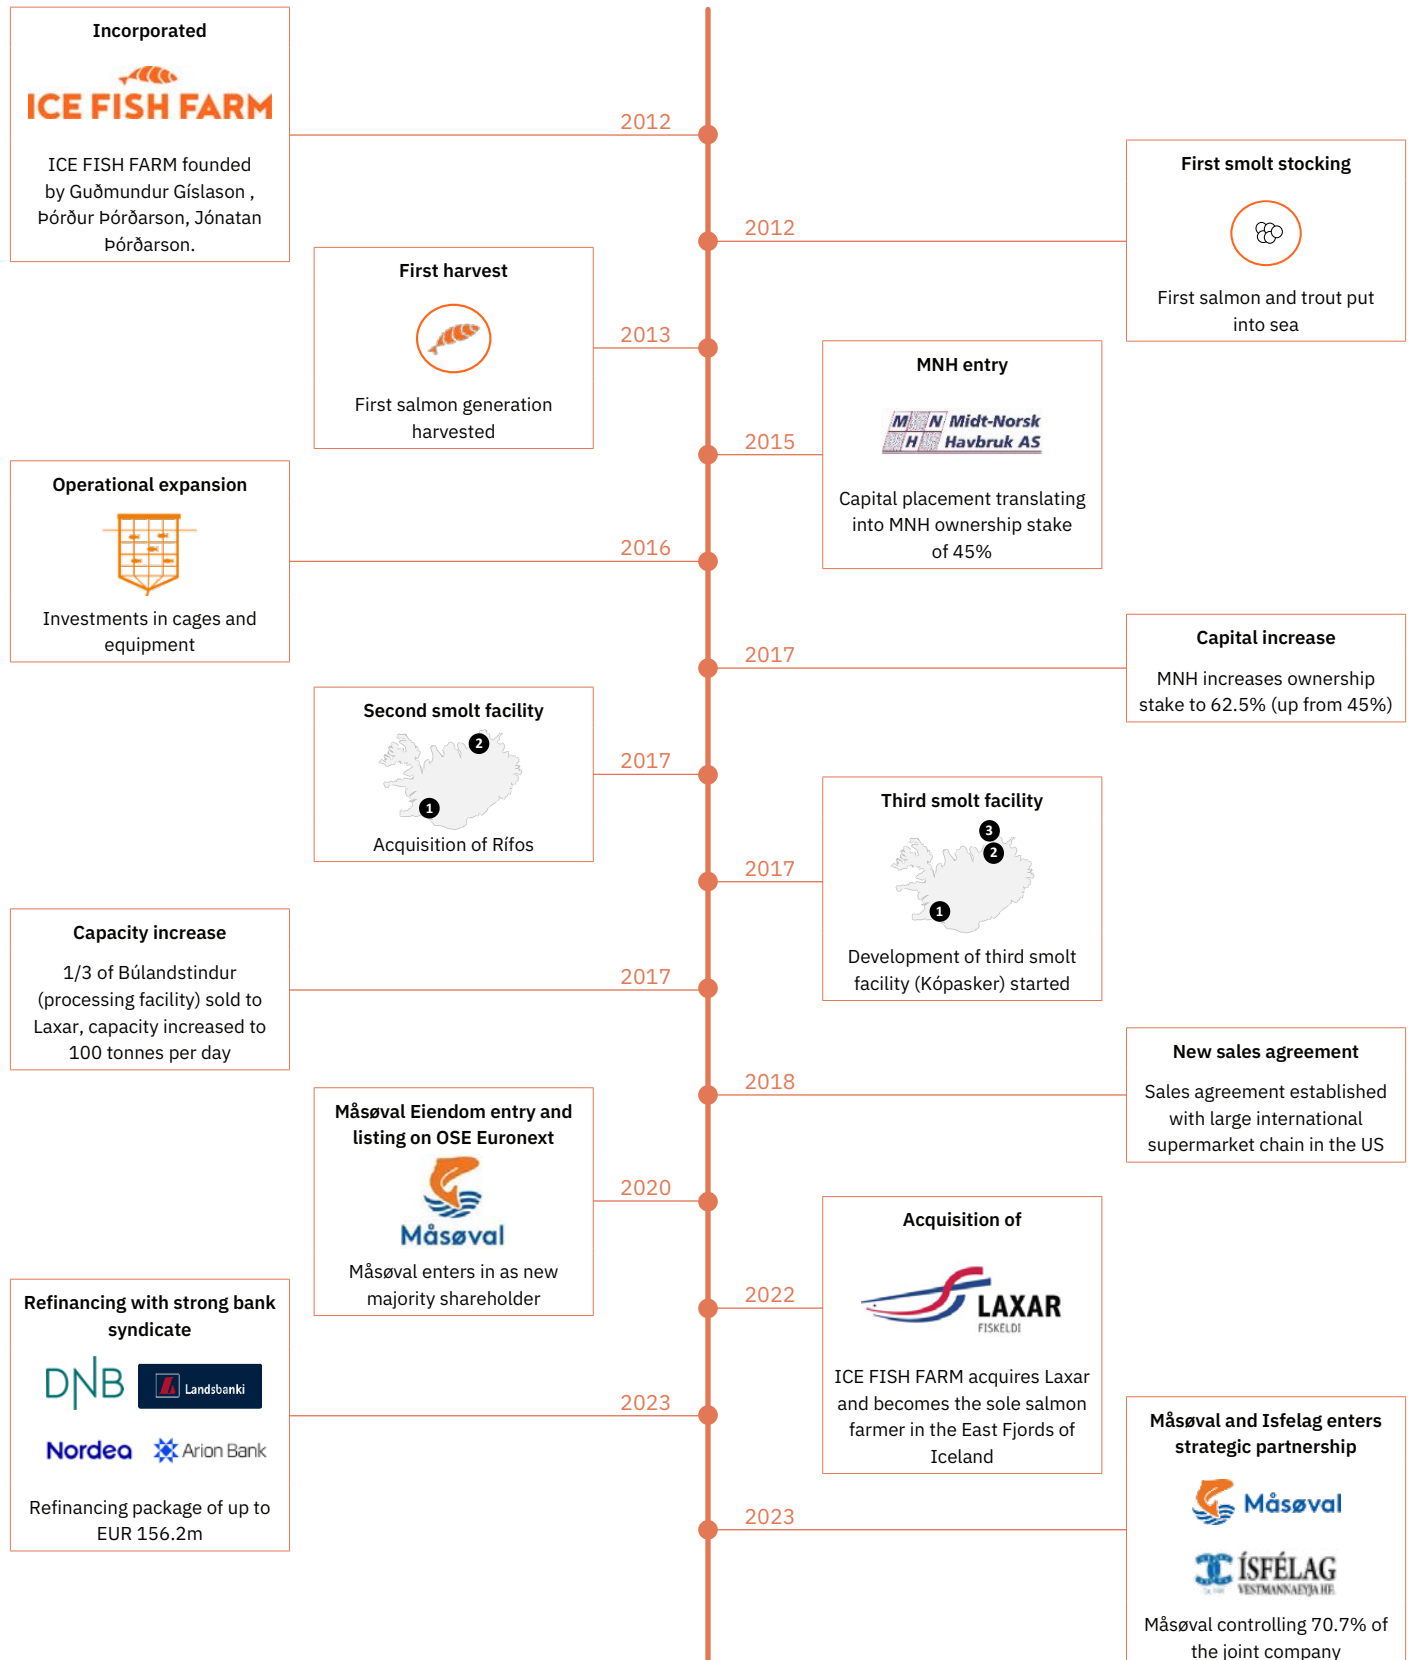 Incorporated
ICE FISH FARM
ICE FISH FARM founded
by Guðmundur Gíslason ,
Þórður Þórðarson, Jónatan
Þórðarson.
2012
First smolt stocking
First salmon and trout put
into sea
2012
First harvest
First salmon generation
harvested
2013
MNH entry
M N H Midt-Norsk
Havbruk AS
Capital placement translating
into MNH ownership stake
of 45%
2015
Operational expansion
Investments in cages and
equipment
2016
Capital increase
MNH increases ownership
stake to 62.5% (up from 45%)
2017
Second smolt facility
2
1
Acquisition of Rífos
2017
Third smolt facility
3
2
1
Development of third smolt
facility (Kópasker) started
2017
Capacity increase
1/3 of Búlandstindur
(processing facility) sold to
Laxar, capacity increased to
100 tonnes per day
2017
New sales agreement
Sales agreement established
with large international
supermarket chain in the US
2018
Måsøval Eiendom entry and
listing on OSE Euronext
Måsøval
Måsøval enters in as new
majority shareholder
2020
Acquisition of
LAXAR
FISKELDI
ICE FISH FARM acquires Laxar
and becomes the sole salmon
farmer in the East Fjords of
Iceland
2022
Refinancing with strong bank
syndicate
DNB Landsbanki
Nordea Arion Bank
Refinancing package of up to
EUR 156.2m
2023
Måsøval and Isfelag enters
strategic partnership
Måsøval
ÍSFÉLAG
VESTMANNAEYJA HF.
Måsøval controlling 70.7% of
the joint company
2023